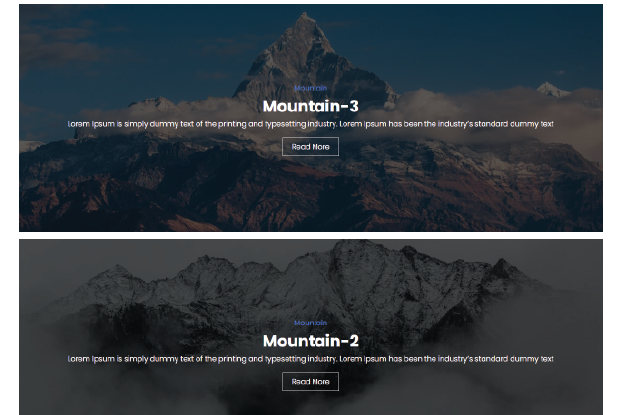 Mountain
Mountain-3
Lorem Ipsum is simply dummy text of the printing and typesetting industry. Lorem Ipsum has been the industry's standard dummy text
Read More
Mountain
Mountain-2
Lorem Ipsum is simply dummy text of the printing and typesetting industry. Lorem Ipsum has been the industry's standard dummy text
Read More